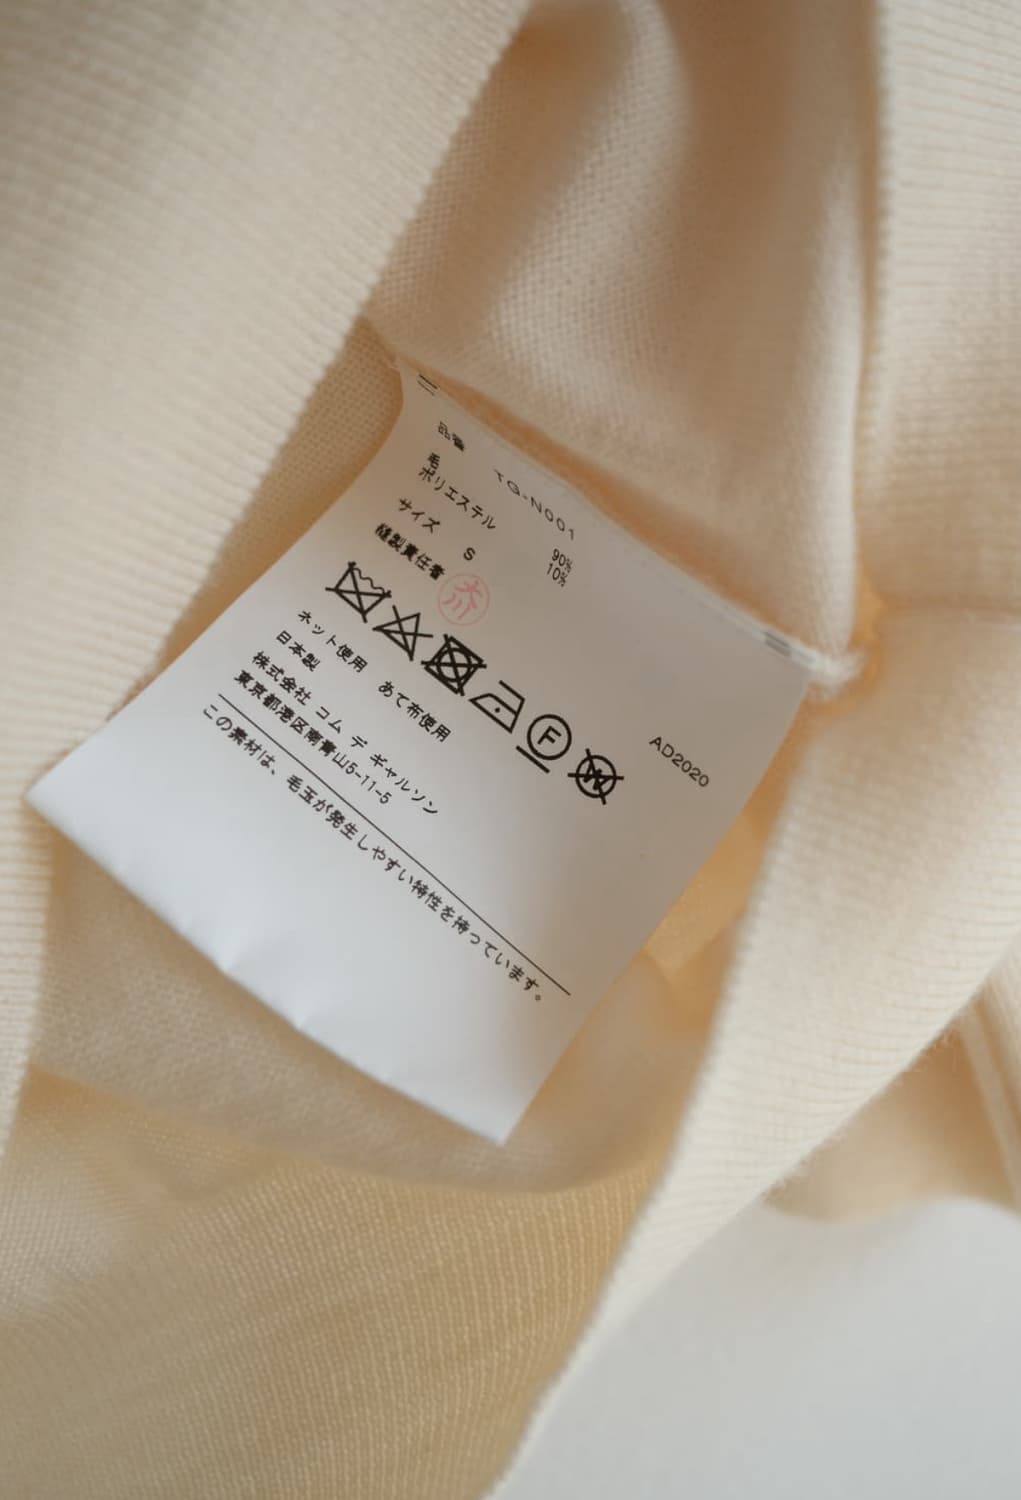 品番 TG-N001
毛 90%
ポリエステル 10%
サイズ S
縫製責任者
F
W
ネット使用 あて布使用
日本製
株式会社 コム デ ギャルソン
東京都港区南青山5-11-5
AD2020
この素材は、毛玉が発生しやすい特性を持っています。